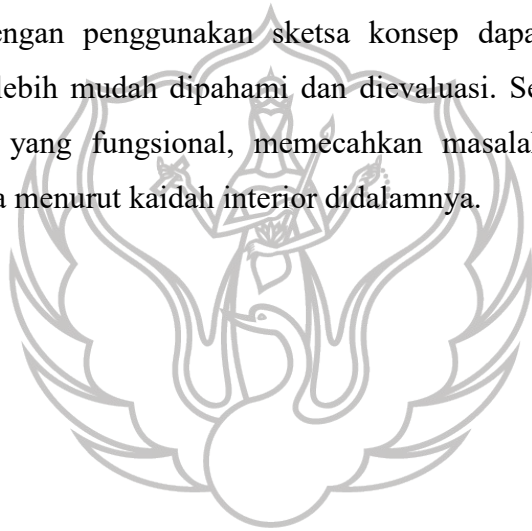 engan penggunakan sketsa konsep dapa
lebih mudah dipahami dan dievaluasi. Se
yang fungsional, memecahkan masala
a menurut kaidah interior didalamnya.